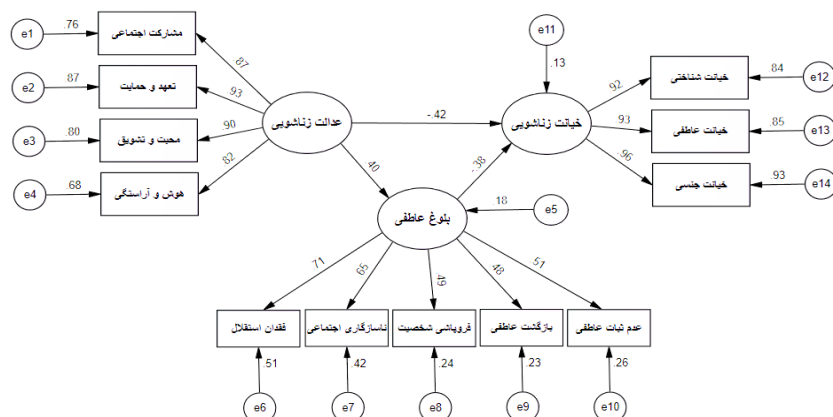 e1
.76
مشارکت اجتماعی
.87
e2
.87
تعهد و حمایت
.93
e3
.80
محبت و تشویق
.90
e4
.68
هوش و آراستگی
.82
عدالت زناشویی
-.42
.40
e11
.13
خیانت زناشویی
-.38
.92
خیانت شناختی
.84
e12
.93
خیانت عاطفی
.85
e13
.96
خیانت جنسی
.93
e14
بلوغ عاطفی
.18
e5
.71
.65
.49
.48
.51
فقدان استقلال
ناسازگاری اجتماعی
فروپاشی شخصیت
بازگشت عاطفی
عدم ثبات عاطفی
.51
.42
.24
.23
.26
e6
e7
e8
e9
e10